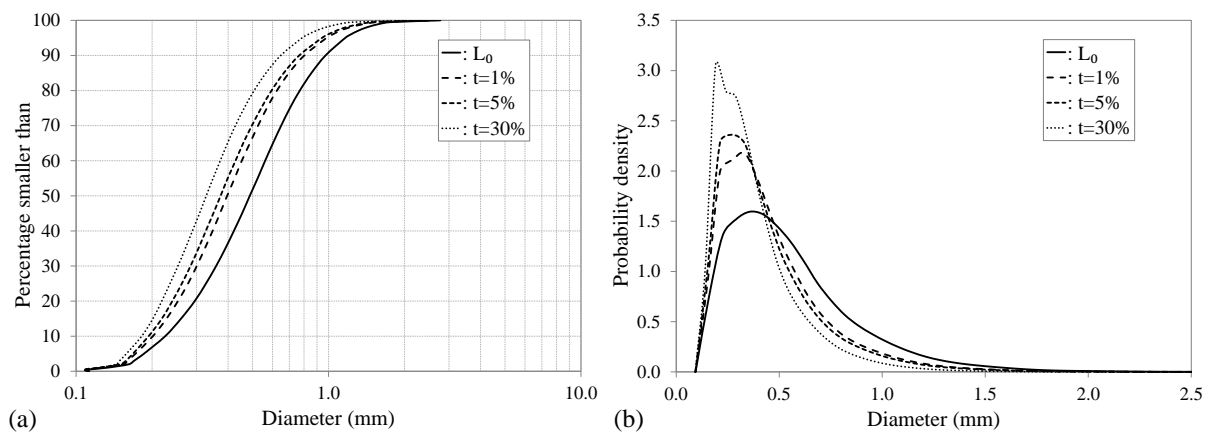 100
90
80
70
60
50
40
30
20
10
0
Percentage smaller than
0.1
1.0
10.0
Diameter (mm)
: L₀
: t=1%
: t=5%
: t=30%
(a)
3.5
3.0
2.5
2.0
1.5
1.0
0.5
0.0
Probability density
0.0
0.5
1.0
1.5
2.0
2.5
Diameter (mm)
: L₀
: t=1%
: t=5%
: t=30%
(b)